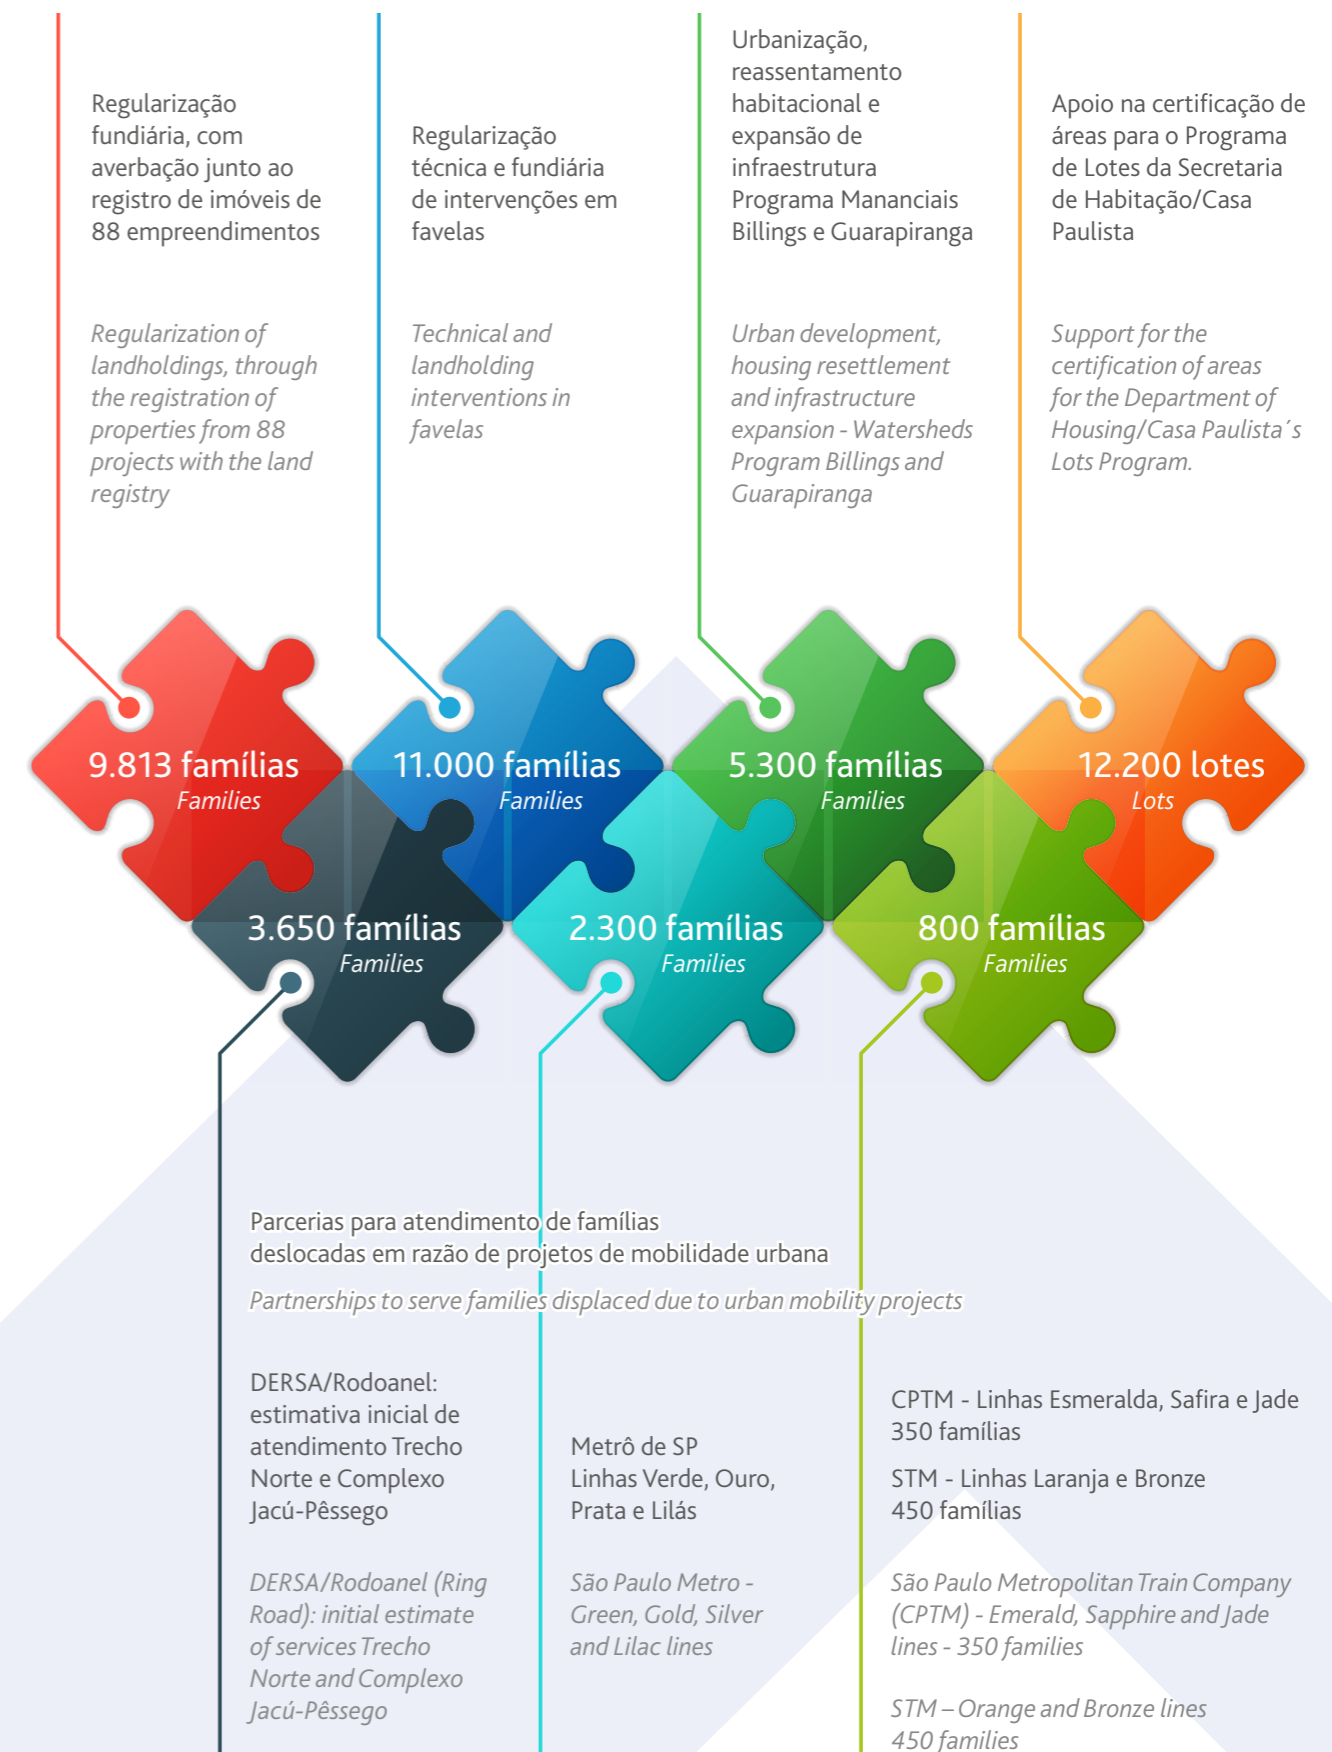 Regularização
fundiária, com
averbação junto ao
registro de imóveis de
88 empreendimentos
Regularization of
landholdings, through
the registration of
properties from 88
projects with the land
registry
Regularização
técnica e fundiária
de intervenções em
favelas
Technical and
landholding
interventions in
favelas
Urbanização,
reassentamento
habitacional e
expansão de
infraestrutura
Programa Mananciais
Billings e Guarapiranga
Urban development,
housing resettlement
and infrastructure
expansion - Watersheds
Program Billings and
Guarapiranga
Apoio na certificação de
áreas para o Programa
de Lotes da Secretaria
de Habitação/Casa
Paulista
Support for the
certification of areas
for the Department of
Housing/Casa Paulista´s
Lots Program.
9.813 famílias
Families
11.000 famílias
Families
5.300 famílias
Families
12.200 lotes
Lots
3.650 famílias
Families
2.300 famílias
Families
800 famílias
Families
Parcerias para atendimento de famílias
deslocadas em razão de projetos de mobilidade urbana
Partnerships to serve families displaced due to urban mobility projects
DERSA/Rodoanel:
estimativa inicial de
atendimento Trecho
Norte e Complexo
Jacú-Pêssego
DERSA/Rodoanel (Ring
Road): initial estimate
of services Trecho
Norte and Complexo
Jacú-Pêssego
Metrô de SP
Linhas Verde, Ouro,
Prata e Lilás
São Paulo Metro -
Green, Gold, Silver
and Lilac lines
CPTM - Linhas Esmeralda, Safira e Jade
350 famílias
STM - Linhas Laranja e Bronze
450 famílias
São Paulo Metropolitan Train Company
(CPTM) - Emerald, Sapphire and Jade
lines - 350 families
STM – Orange and Bronze lines
450 families